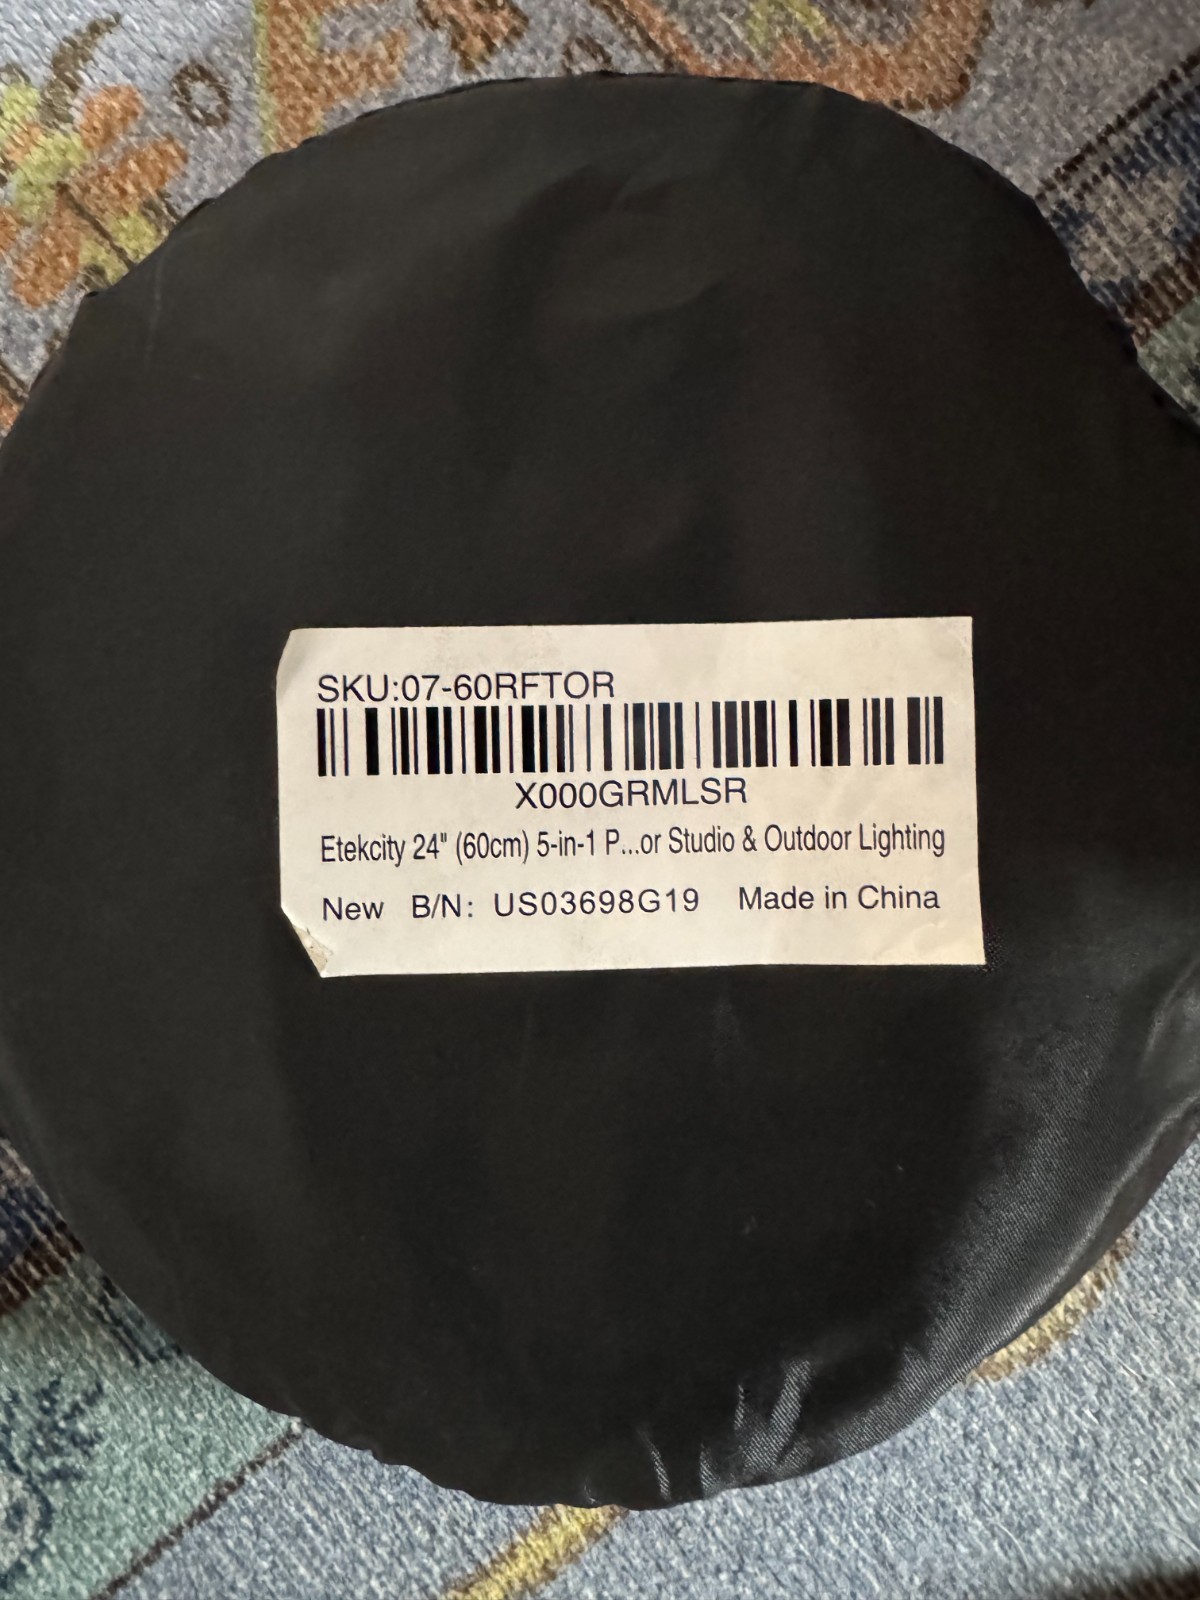 SKU:07-60RFTOR
X000GRMLSR
Etekcity 24" (60cm) 5-in-1 P...or Studio & Outdoor Lighting
New B/N: US03698G19 Made in China